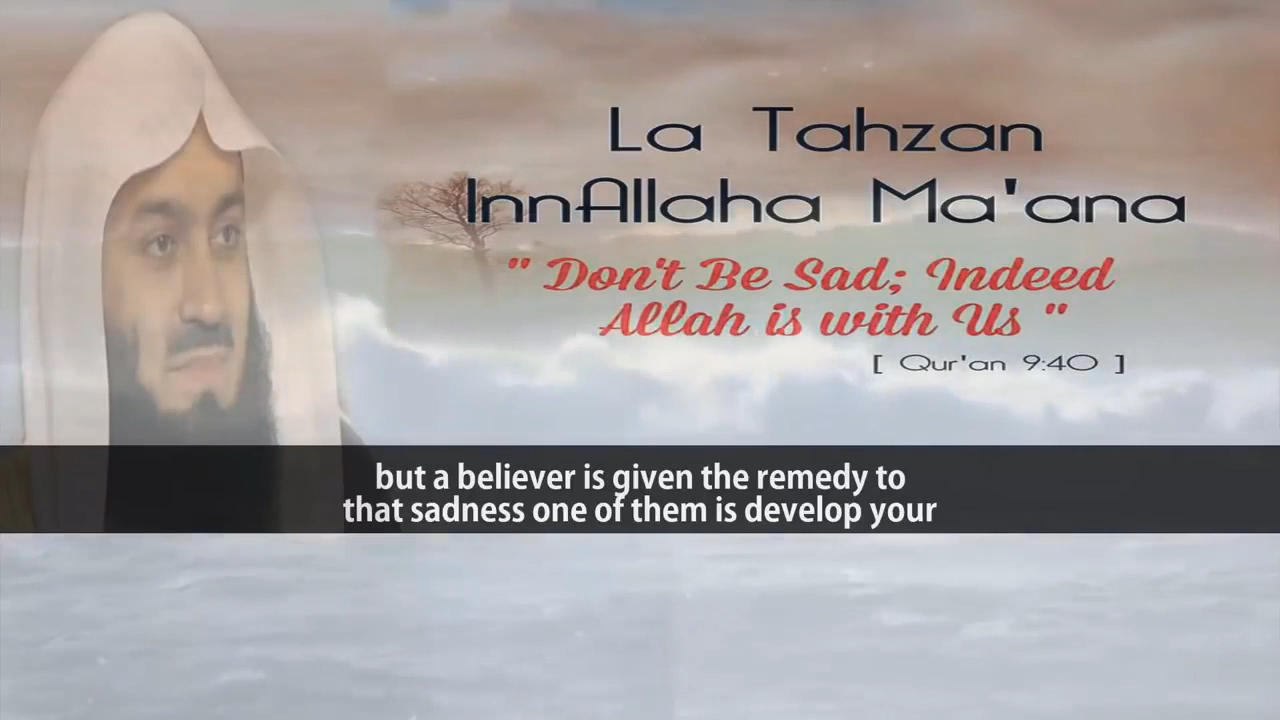 La Tahzan
InnAllaha Ma'ana
" Don't Be Sad; Indeed
Allah is with Us "
[ Qur'an 9:40 ]
but a believer is given the remedy to
that sadness one of them is develop your